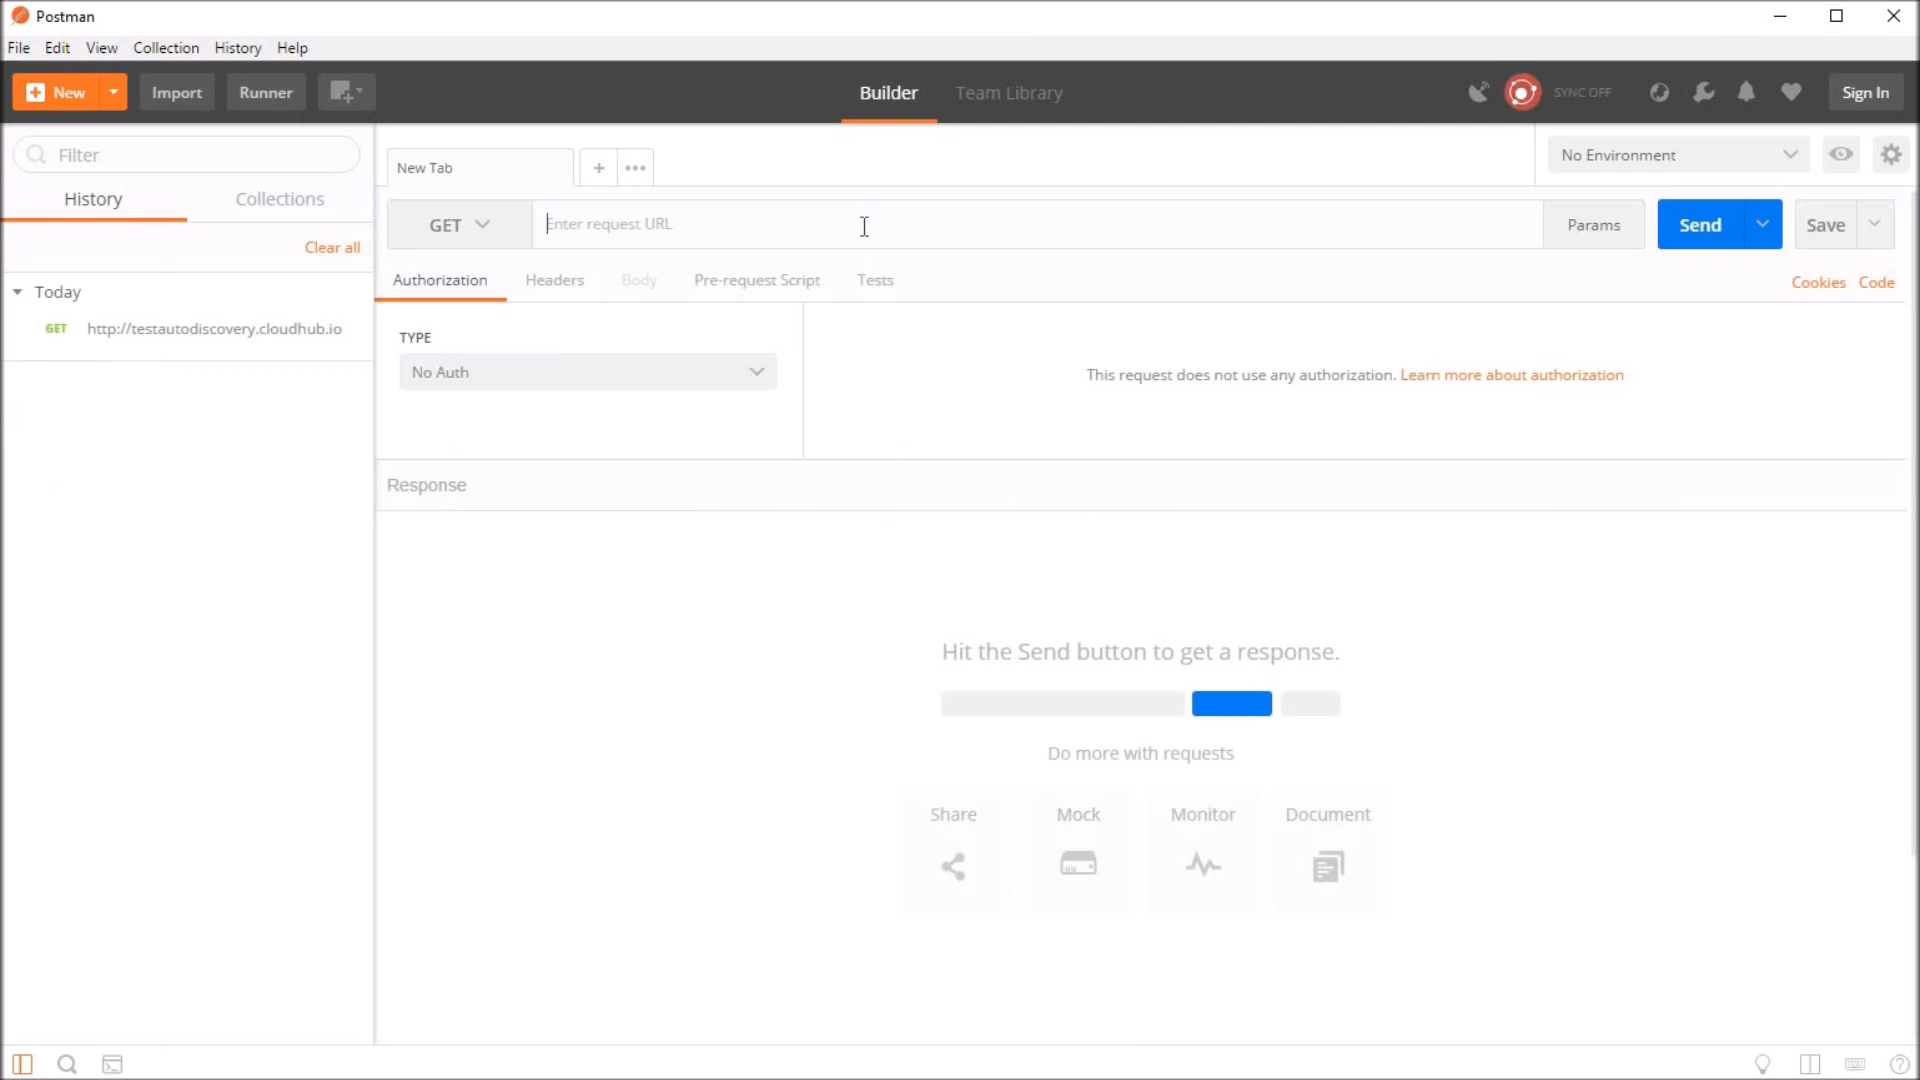 Postman
File Edit View Collection History Help
New Import Runner Builder Team Library SYNC OFF Sign In
Filter
History Collections
Clear all
Today
GET http://testautodiscovery.cloudhub.io
New Tab + ••• No Environment
GET Enter request URL Params Send Save
Authorization Headers Body Pre-request Script Tests Cookies Code
TYPE
No Auth
This request does not use any authorization. Learn more about authorization
Response
Hit the Send button to get a response.
Do more with requests
Share Mock Monitor Document